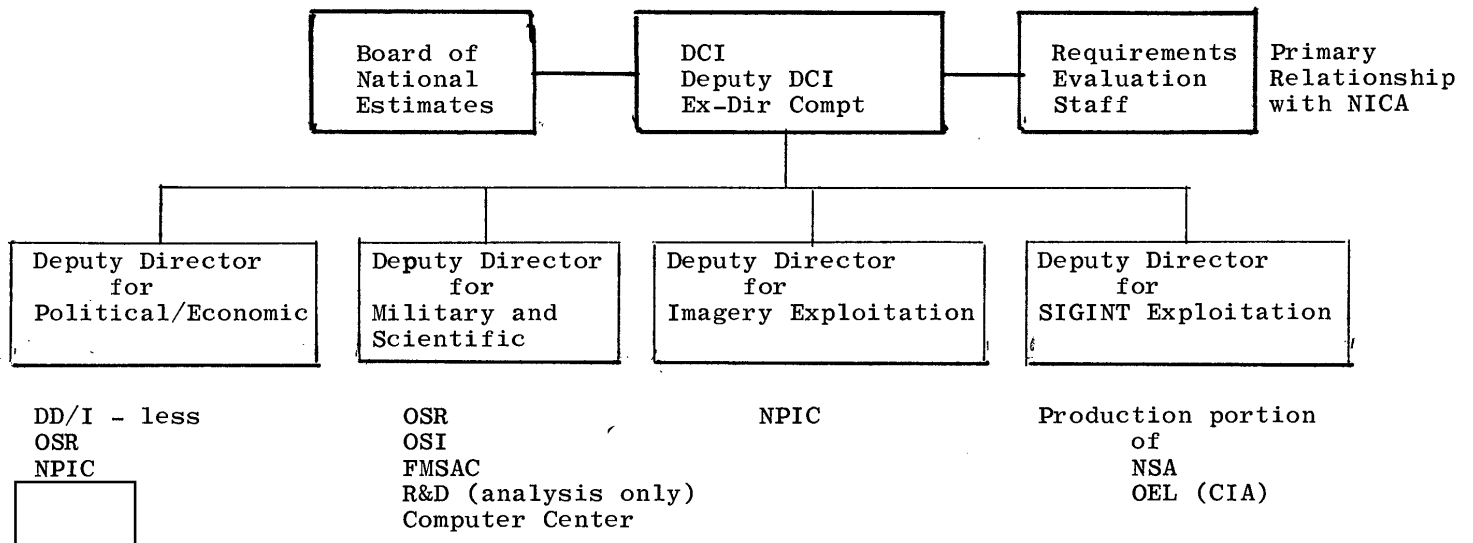 Board of
National
Estimates
DCI
Deputy DCI
Ex-Dir Compt
Requirements
Evaluation
Staff
Primary
Relationship
with NICA
Deputy Director
for
Political/Economic
Deputy Director
for
Military and
Scientific
Deputy Director
for
Imagery Exploitation
Deputy Director
for
SIGINT Exploitation
DD/I - less
OSR
NPIC
OSR
OSI
FMSAC
R&D (analysis only)
Computer Center
NPIC
Production portion
of
NSA
OEL (CIA)